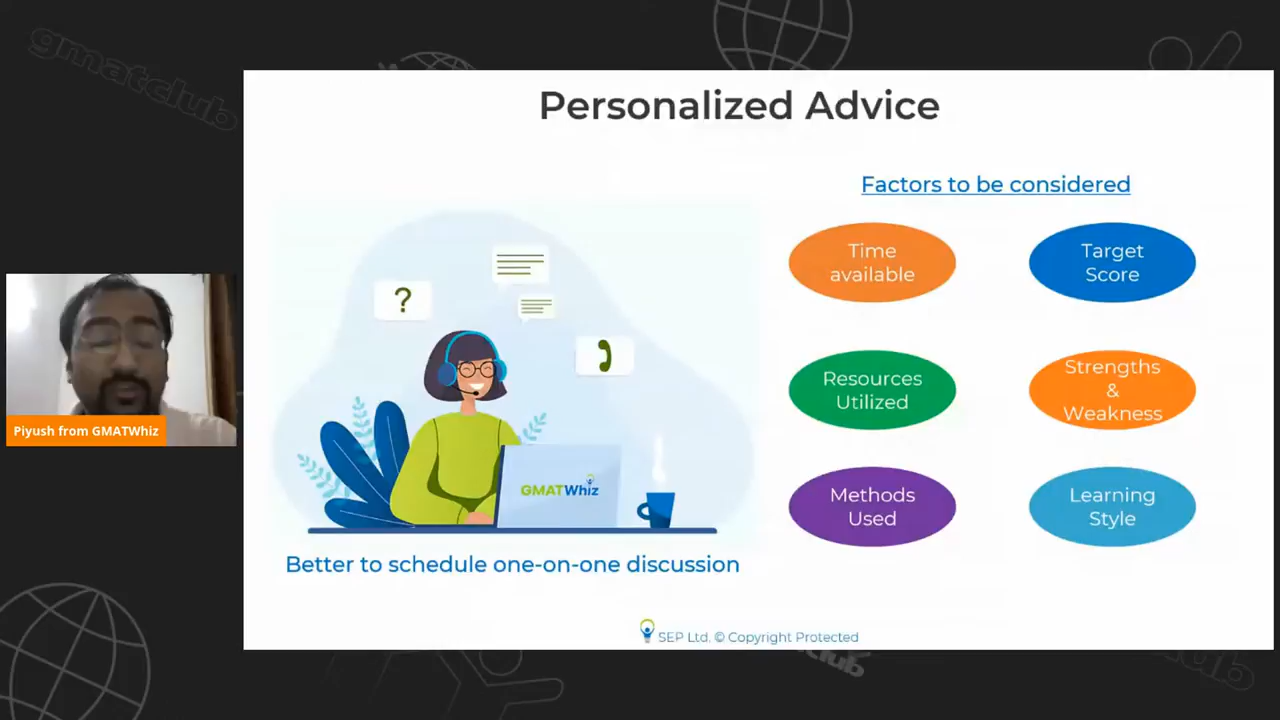 gmatclub
Personalized Advice
Factors to be considered
Time
available
Target
Score
?
Resources
Utilized
Strengths
&
Weakness
Piyush from GMATWhiz
GMATWhiz
Methods
Used
Learning
Style
Better to schedule one-on-one discussion
SEP Ltd. © Copyright Protected